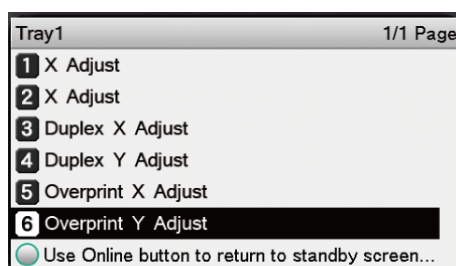 Tray1 1/1 Page
1 X Adjust
2 X Adjust
3 Duplex X Adjust
4 Duplex Y Adjust
5 Overprint X Adjust
6 Overprint Y Adjust
Use Online button to return to standby screen...